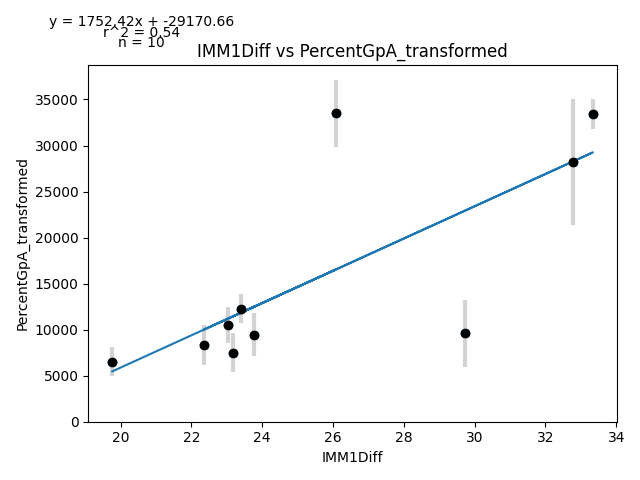 y = 1752.42x + -29170.66
r^2 = 0.54
n = 10
IMM1Diff vs PercentGpA_transformed
35000
30000
25000
20000
15000
10000
5000
0
PercentGpA_transformed
20 22 24 26 28 30 32 34
IMM1Diff